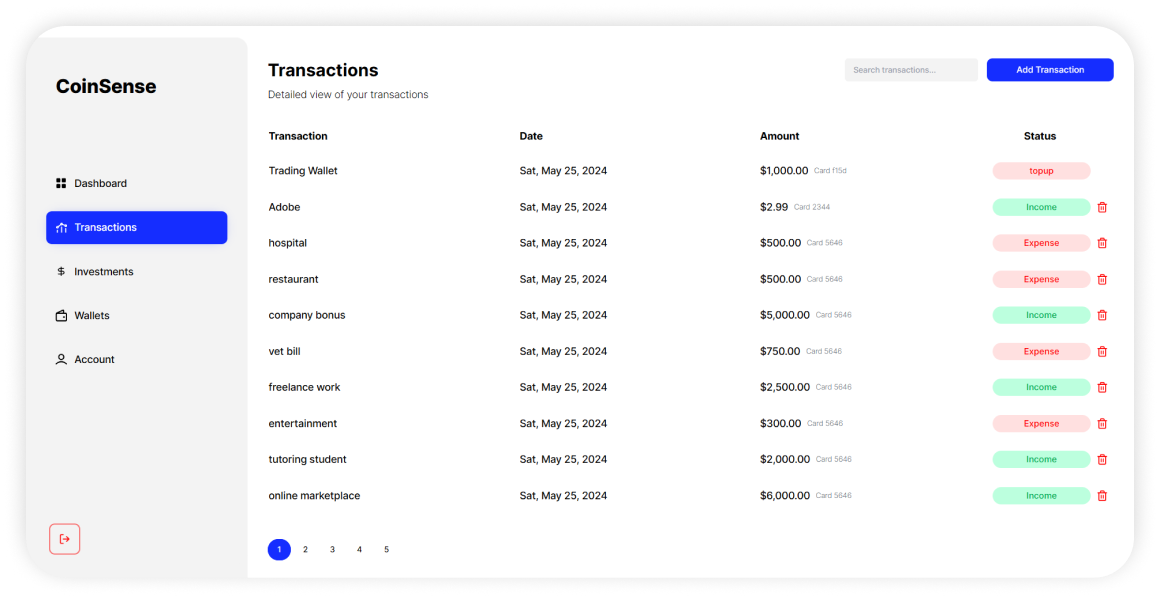 CoinSense
Dashboard
Transactions
Investments
Wallets
Account
Transactions
Detailed view of your transactions
Search transactions...
Add Transaction
Transaction Date Amount Status
Trading Wallet Sat, May 25, 2024 $1,000.00 Card f15d topup
Adobe Sat, May 25, 2024 $2.99 Card 2344 Income
hospital Sat, May 25, 2024 $500.00 Card 5646 Expense
restaurant Sat, May 25, 2024 $500.00 Card 5646 Expense
company bonus Sat, May 25, 2024 $5,000.00 Card 5646 Income
vet bill Sat, May 25, 2024 $750.00 Card 5646 Expense
freelance work Sat, May 25, 2024 $2,500.00 Card 5646 Income
entertainment Sat, May 25, 2024 $300.00 Card 5646 Expense
tutoring student Sat, May 25, 2024 $2,000.00 Card 5646 Income
online marketplace Sat, May 25, 2024 $6,000.00 Card 5646 Income
1 2 3 4 5